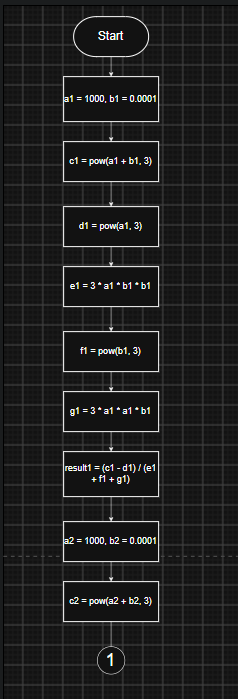 Start
a1 = 1000, b1 = 0.0001
c1 = pow(a1 + b1, 3)
d1 = pow(a1, 3)
e1 = 3 * a1 * b1 * b1
f1 = pow(b1, 3)
g1 = 3 * a1 * a1 * b1
result1 = (c1 - d1) / (e1
+ f1 + g1)
a2 = 1000, b2 = 0.0001
c2 = pow(a2 + b2, 3)
1